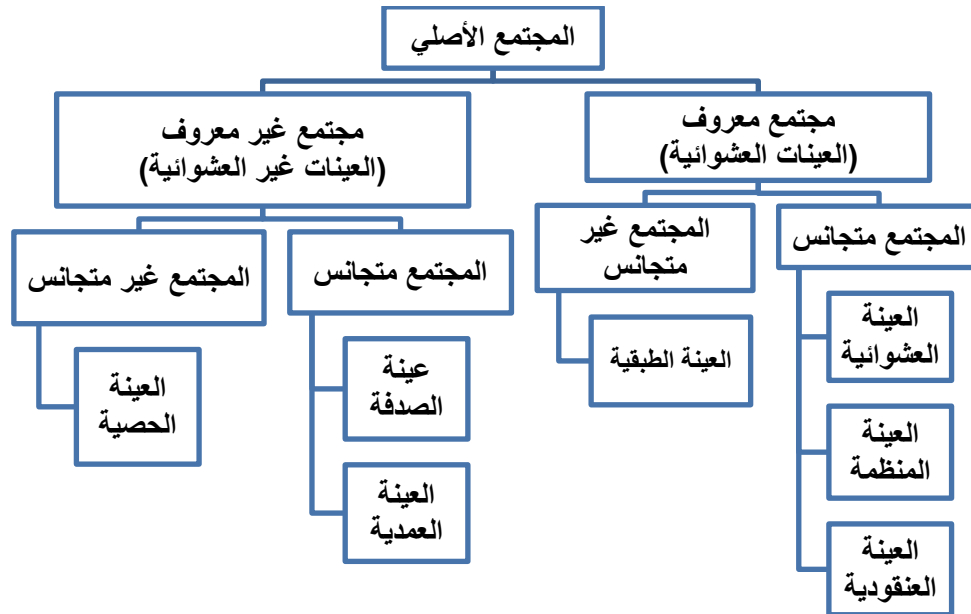 المجتمع الأصلي
مجتمع معروف
(العينات العشوائية)
المجتمع متجانس
العينة
العشوائية
العينة
المنظمة
العينة
العنقودية
المجتمع غير
متجانس
العينة الطبقية
مجتمع غير معروف
(العينات غير العشوائية)
المجتمع متجانس
عينة
الصدفة
العينة
العمدية
المجتمع غير متجانس
العينة
الحصية